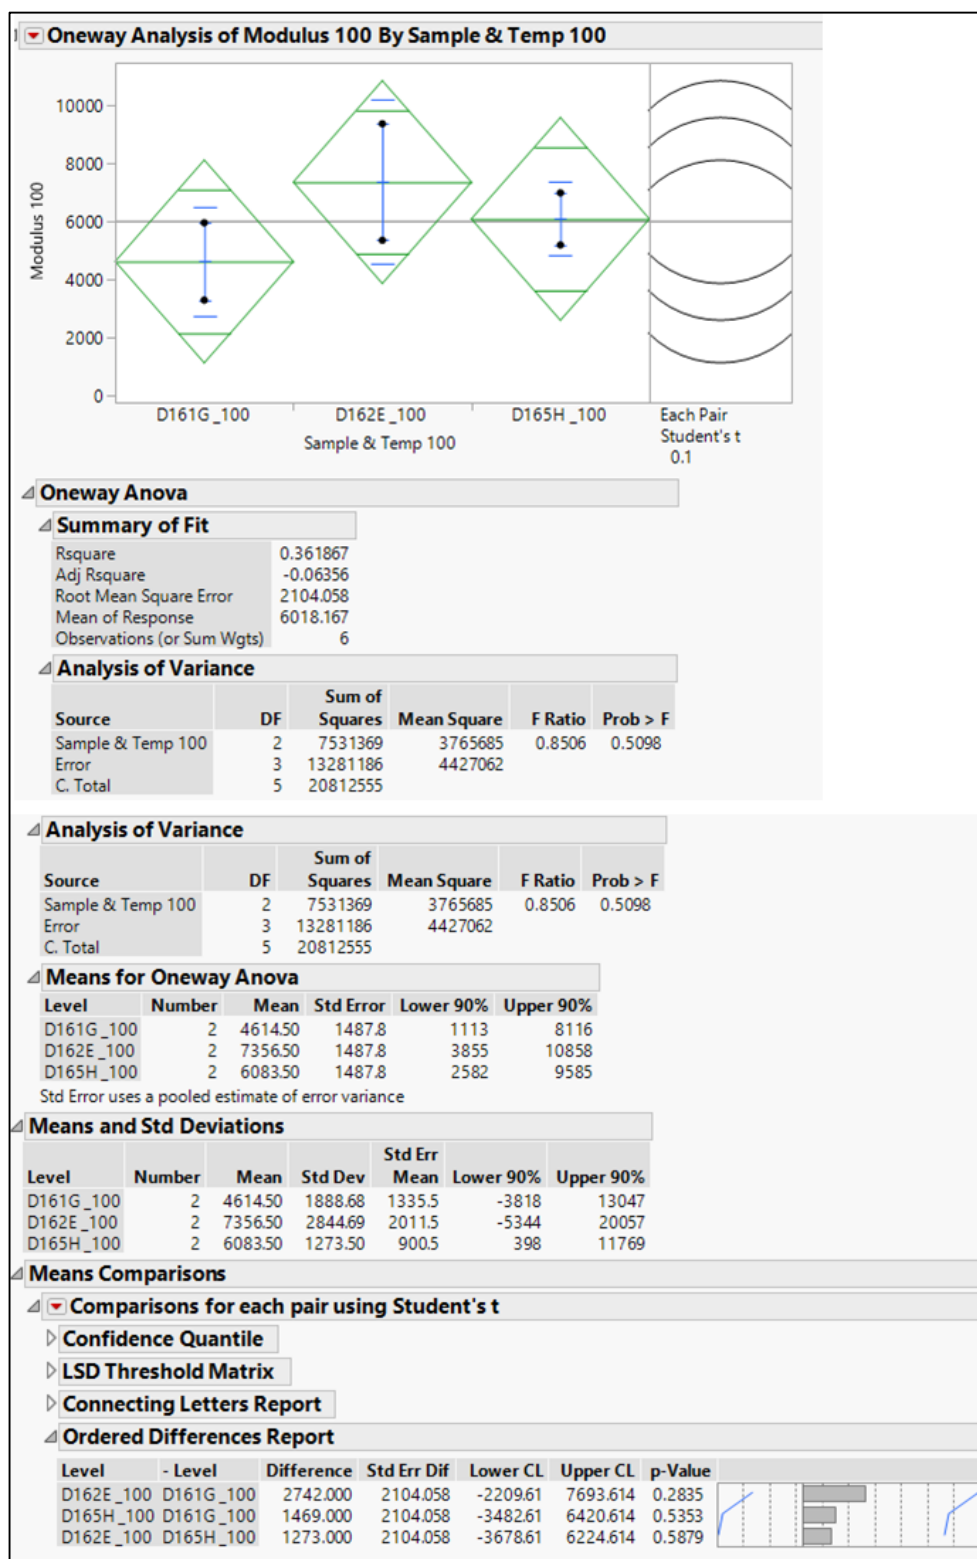 Oneway Analysis of Modulus 100 By Sample & Temp 100
Modulus 100
10000
8000
6000
4000
2000
0
D161G_100 D162E_100 D165H_100
Sample & Temp 100
Each Pair
Student's t
0.1
Oneway Anova
Summary of Fit
Rsquare 0.361867
Adj Rsquare -0.06356
Root Mean Square Error 2104.058
Mean of Response 6018.167
Observations (or Sum Wgts) 6
Analysis of Variance
Sum of
Source DF Squares Mean Square F Ratio Prob > F
Sample & Temp 100 2 7531369 3765685 0.8506 0.5098
Error 3 13281186 4427062
C. Total 5 20812555
Analysis of Variance
Sum of
Source DF Squares Mean Square F Ratio Prob > F
Sample & Temp 100 2 7531369 3765685 0.8506 0.5098
Error 3 13281186 4427062
C. Total 5 20812555
Means for Oneway Anova
Level Number Mean Std Error Lower 90% Upper 90%
D161G_100 2 4614.50 1487.8 1113 8116
D162E_100 2 7356.50 1487.8 3855 10858
D165H_100 2 6083.50 1487.8 2582 9585
Std Error uses a pooled estimate of error variance
Means and Std Deviations
Std Err
Level Number Mean Std Dev Mean Lower 90% Upper 90%
D161G_100 2 4614.50 1888.68 1335.5 -3818 13047
D162E_100 2 7356.50 2844.69 2011.5 -5344 20057
D165H_100 2 6083.50 1273.50 900.5 398 11769
Means Comparisons
Comparisons for each pair using Student's t
Confidence Quantile
LSD Threshold Matrix
Connecting Letters Report
Ordered Differences Report
Level - Level Difference Std Err Dif Lower CL Upper CL p-Value
D162E_100 D161G_100 2742.000 2104.058 -2209.61 7693.614 0.2835
D165H_100 D161G_100 1469.000 2104.058 -3482.61 6420.614 0.5353
D162E_100 D165H_100 1273.000 2104.058 -3678.61 6224.614 0.5879